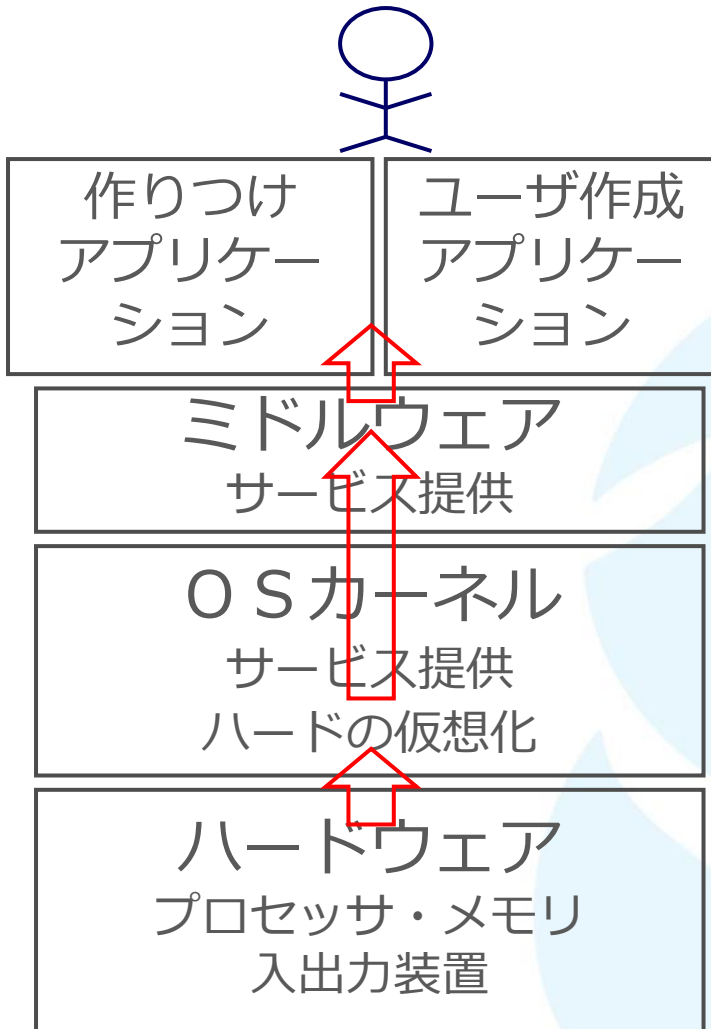 作りつけ
アプリケー
ション
ユーザ作成
アプリケー
ション
ミドルウェア
サービス提供
ＯＳカーネル
サービス提供
ハードの仮想化
ハードウェア
プロセッサ・メモリ
入出力装置